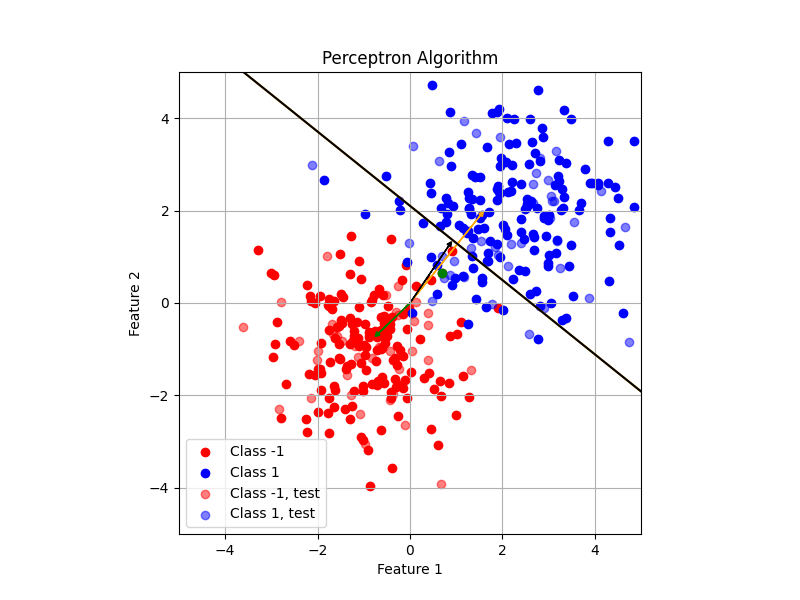 Perceptron Algorithm
Feature 2
4
2
0
−2
−4
Class -1
Class 1
Class -1, test
Class 1, test
−4 −2 0 2 4
Feature 1